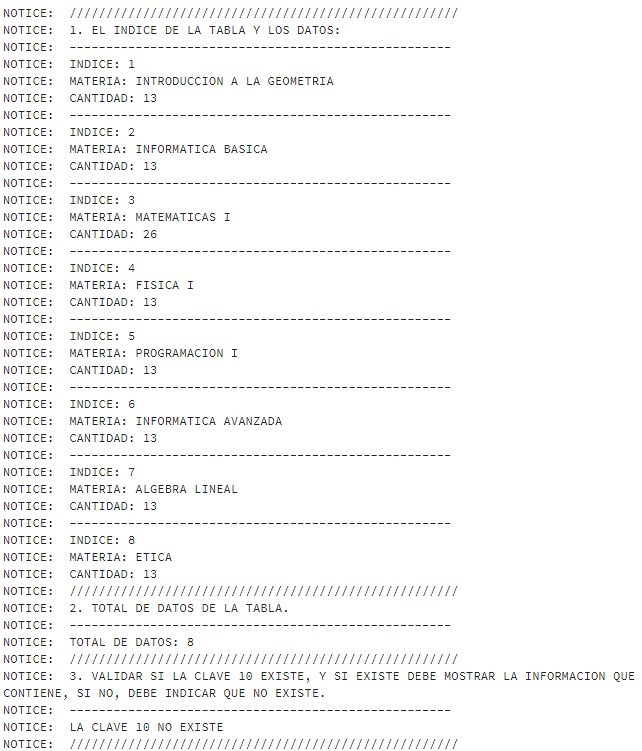 NOTICE:  /////////////////////////////////////////////////////
NOTICE:  1. EL INDICE DE LA TABLA Y LOS DATOS:
NOTICE:  ----------------------------------------------------
NOTICE:  INDICE: 1
NOTICE:  MATERIA: INTRODUCCION A LA GEOMETRIA
NOTICE:  CANTIDAD: 13
NOTICE:  ----------------------------------------------------
NOTICE:  INDICE: 2
NOTICE:  MATERIA: INFORMATICA BASICA
NOTICE:  CANTIDAD: 13
NOTICE:  ----------------------------------------------------
NOTICE:  INDICE: 3
NOTICE:  MATERIA: MATEMATICAS I
NOTICE:  CANTIDAD: 26
NOTICE:  ----------------------------------------------------
NOTICE:  INDICE: 4
NOTICE:  MATERIA: FISICA I
NOTICE:  CANTIDAD: 13
NOTICE:  ----------------------------------------------------
NOTICE:  INDICE: 5
NOTICE:  MATERIA: PROGRAMACION I
NOTICE:  CANTIDAD: 13
NOTICE:  ----------------------------------------------------
NOTICE:  INDICE: 6
NOTICE:  MATERIA: INFORMATICA AVANZADA
NOTICE:  CANTIDAD: 13
NOTICE:  ----------------------------------------------------
NOTICE:  INDICE: 7
NOTICE:  MATERIA: ALGEBRA LINEAL
NOTICE:  CANTIDAD: 13
NOTICE:  ----------------------------------------------------
NOTICE:  INDICE: 8
NOTICE:  MATERIA: ETICA
NOTICE:  CANTIDAD: 13
NOTICE:  /////////////////////////////////////////////////////
NOTICE:  2. TOTAL DE DATOS DE LA TABLA.
NOTICE:  ----------------------------------------------------
NOTICE:  TOTAL DE DATOS: 8
NOTICE:  /////////////////////////////////////////////////////
NOTICE:  3. VALIDAR SI LA CLAVE 10 EXISTE, Y SI EXISTE DEBE MOSTRAR LA INFORMACION QUE
CONTIENE, SI NO, DEBE INDICAR QUE NO EXISTE.
NOTICE:  ----------------------------------------------------
NOTICE:  LA CLAVE 10 NO EXISTE
NOTICE:  /////////////////////////////////////////////////////